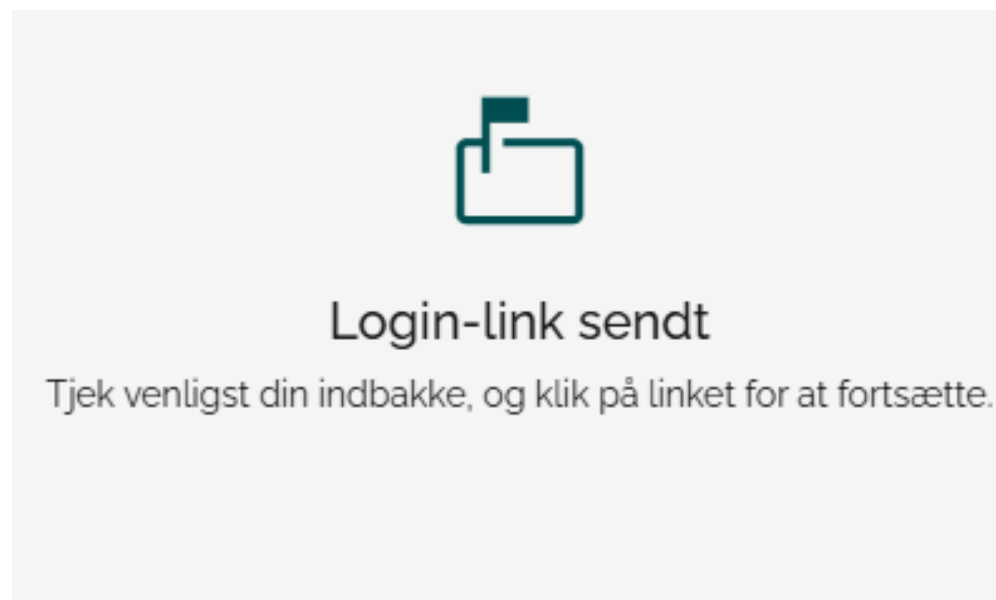 Login-link sendt
Tjek venligst din indbakke, og klik på linket for at fortsætte.